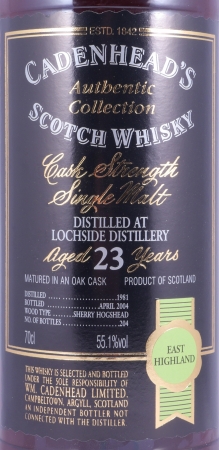 ESTD. 1842
CADENHEAD'S
Authentic
Collection
SCOTCH WHISKY
Cask Strength
Single Malt
DISTILLED AT
LOCHSIDE DISTILLERY
Aged 23 Years
MATURED IN AN OAK CASK PRODUCT OF SCOTLAND
DISTILLED 1981
BOTTLED APRIL 2004
WOOD TYPE SHERRY HOGSHEAD
NO. OF BOTTLES 204
70cl 55.1%vol
EAST
HIGHLAND
THIS WHISKY IS SELECTED AND BOTTLED
UNDER THE SOLE RESPONSIBILITY OF
WM. CADENHEAD LIMITED,
CAMPBELTOWN, ARGYLL, SCOTLAND
AN INDEPENDENT BOTTLER NOT
CONNECTED WITH THE DISTILLER